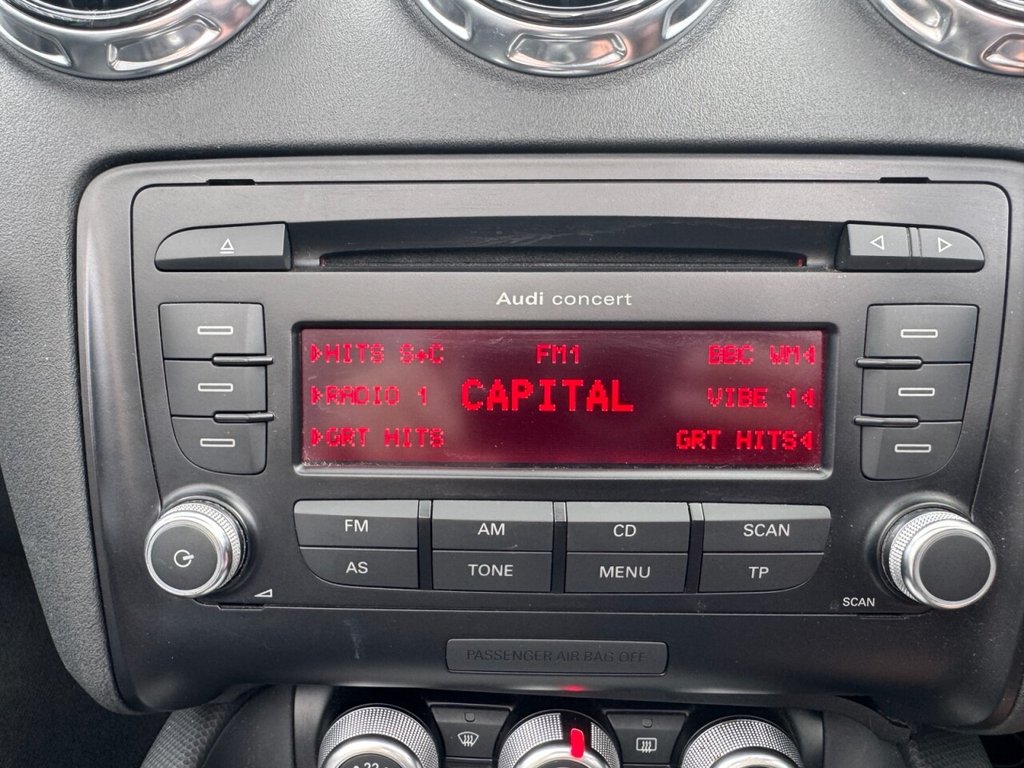 Audi concert
HITS S*C FM1 BBC WM
RADIO 1 CAPITAL VIBE 1
GRT HITS GRT HITS
FM AM CD SCAN
AS TONE MENU TP
SCAN
PASSENGER AIR BAG OFF
22